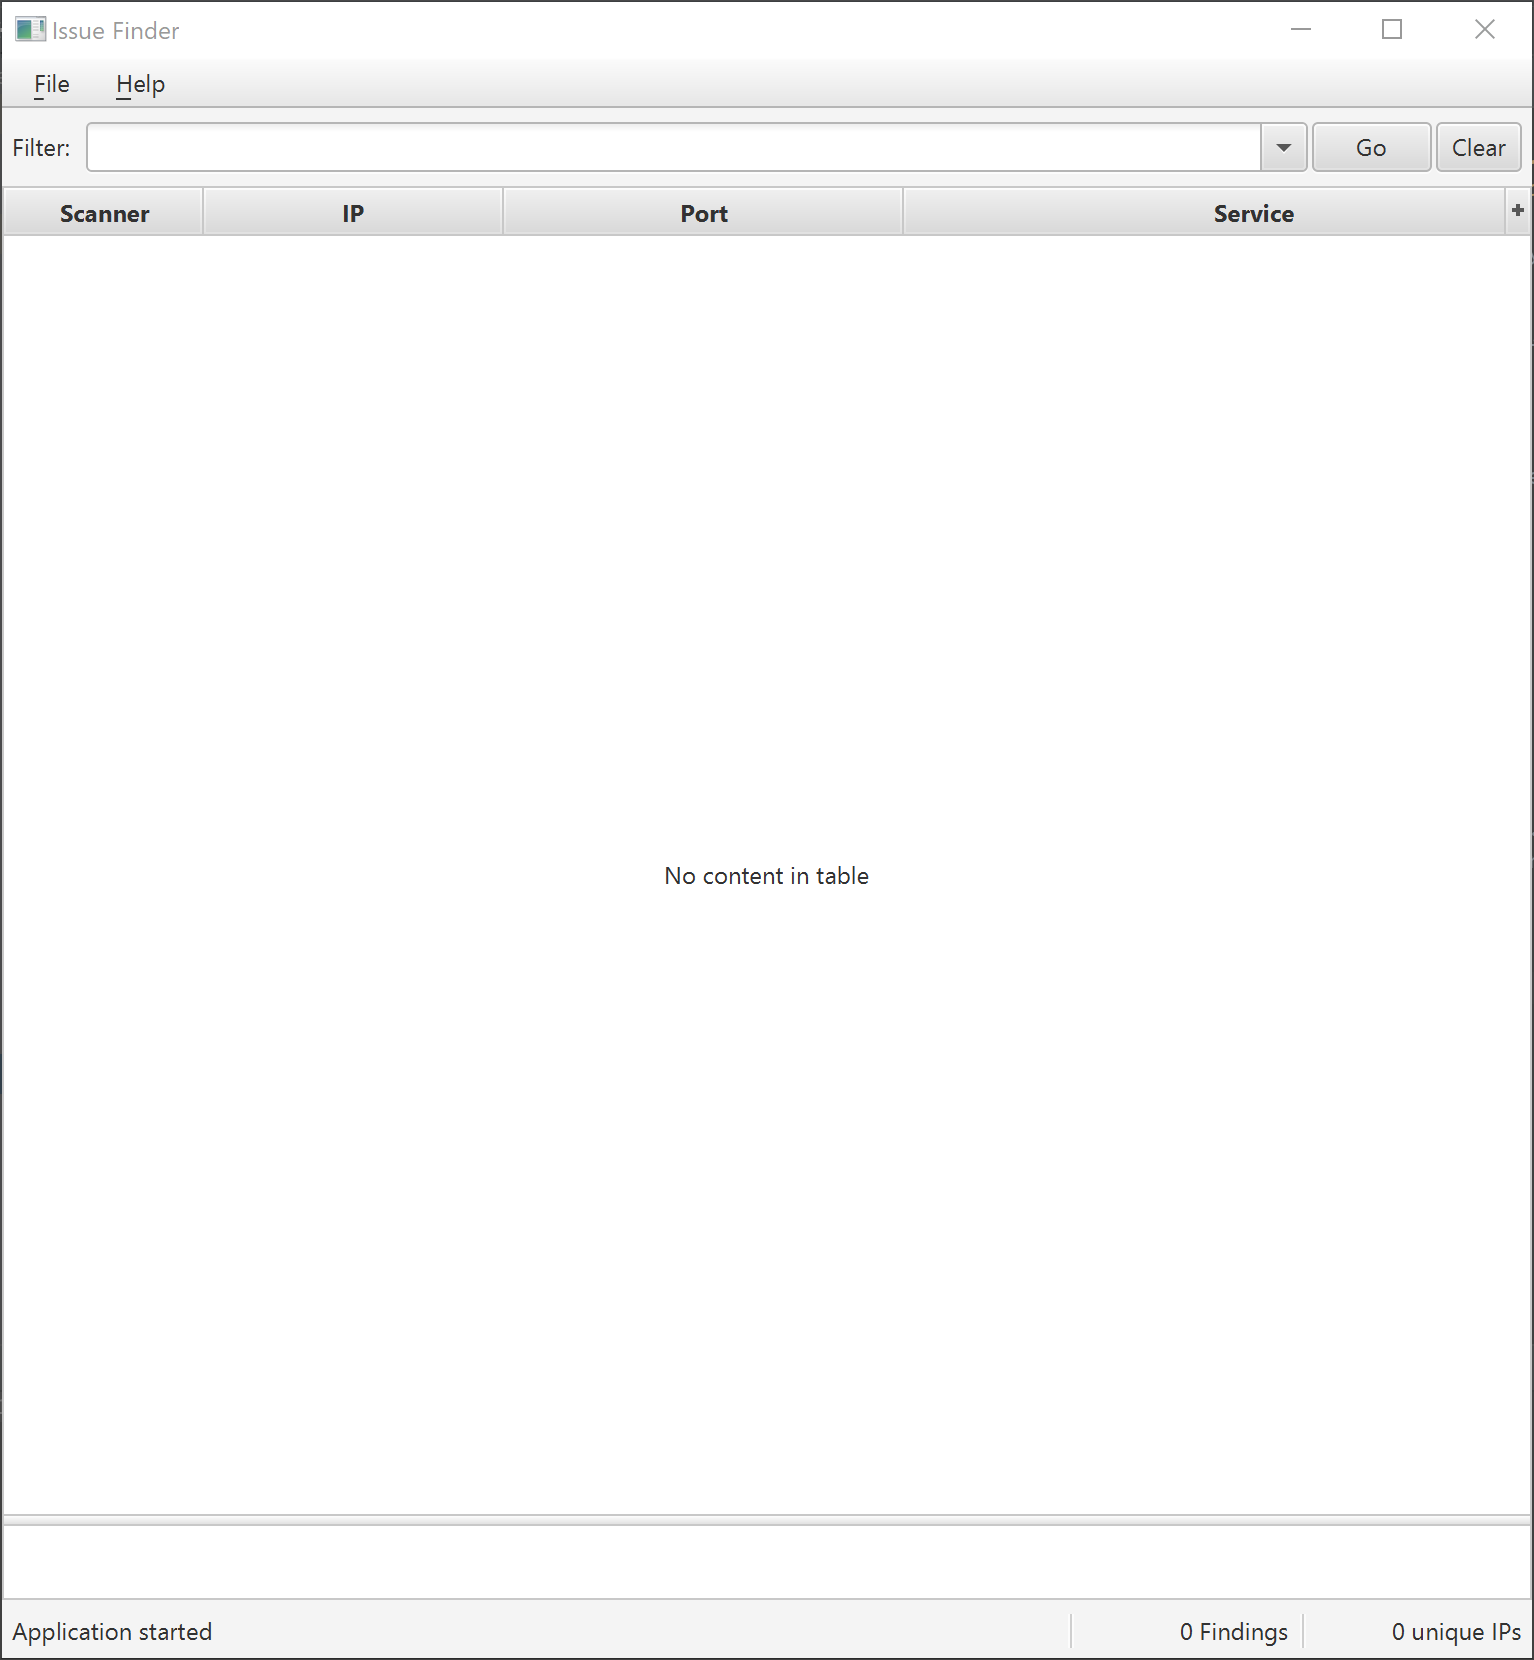 Issue Finder
File Help
Filter: Go Clear
Scanner IP Port Service +
No content in table
Application started 0 Findings 0 unique IPs